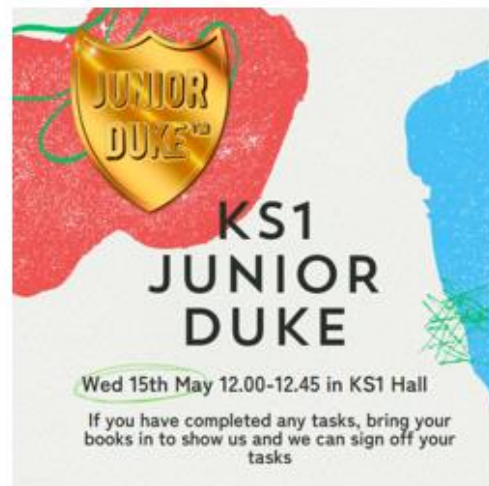 JUNIOR
DUKE™
KS1
JUNIOR
DUKE
Wed 15th May 12.00-12.45 in KS1 Hall
If you have completed any tasks, bring your
books in to show us and we can sign off your
tasks